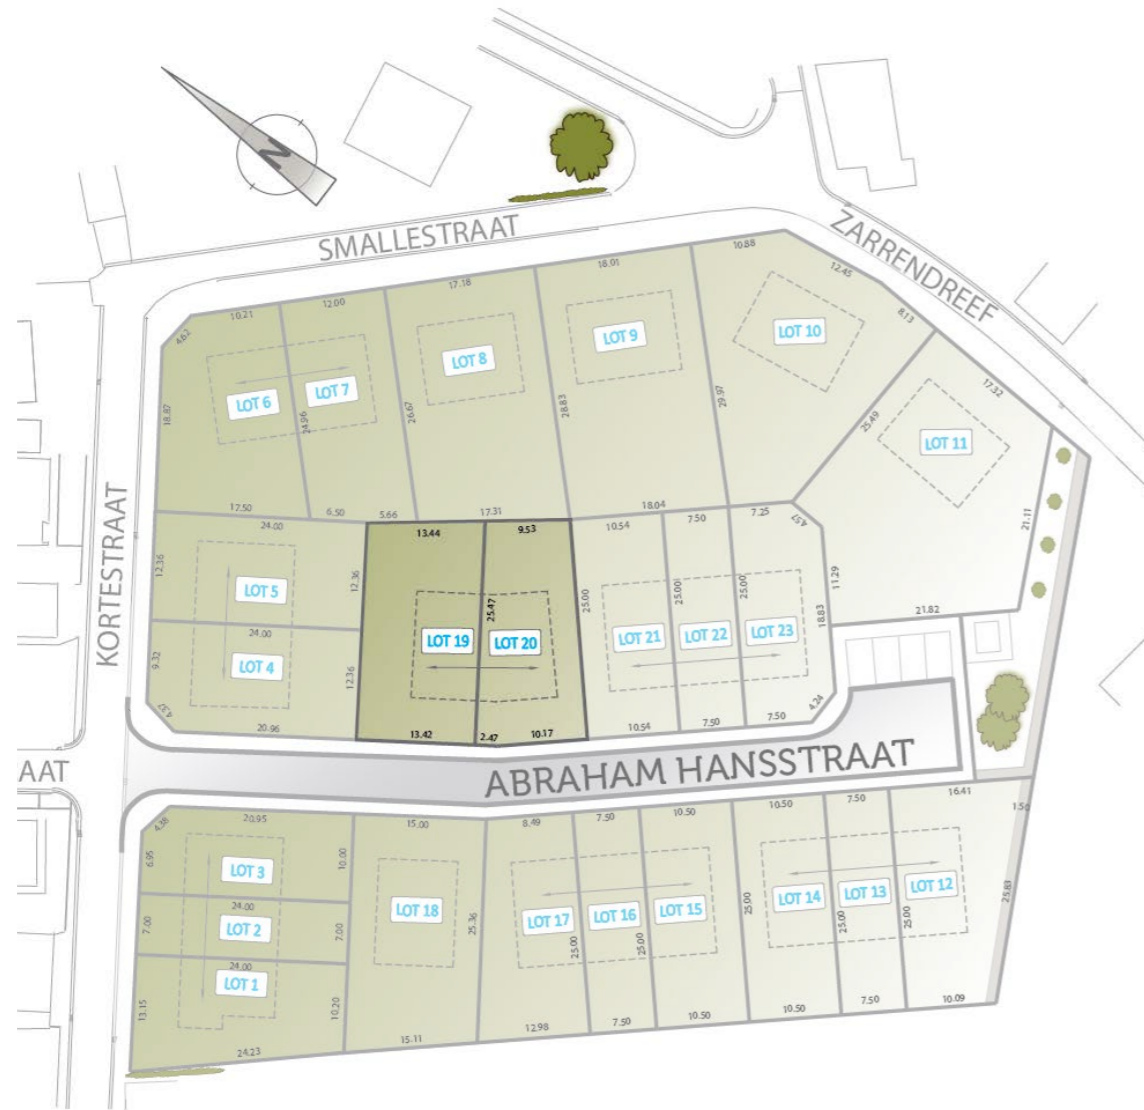 N
SMALLESTRAAT
ZARRENDREEF
KORTESTRAAT
AAT
ABRAHAM HANSSTRAAT
4.62
10.21
12.00
17.18
18.01
10.88
12.45
8.13
17.32
18.87
LOT 6
LOT 7
LOT 8
LOT 9
LOT 10
LOT 11
24.96
26.67
28.83
29.97
25.49
21.11
17.50
6.50
5.66
17.31
18.04
21.82
24.00
13.44
9.53
10.54
7.50
7.25
4.57
12.36
LOT 5
12.36
24.00
25.47
25.00
25.00
25.00
11.29
18.83
9.32
LOT 4
12.36
LOT 19
LOT 20
LOT 21
LOT 22
LOT 23
4.37
20.96
13.42
2.47
10.17
10.54
7.50
7.50
4.24
4.38
20.95
15.00
8.49
7.50
10.50
10.50
7.50
16.41
1.50
6.95
LOT 3
10.00
24.00
7.00
LOT 2
7.00
24.00
LOT 1
13.15
10.20
24.23
LOT 18
25.36
15.11
LOT 17
LOT 16
LOT 15
LOT 14
LOT 13
LOT 12
25.00
25.00
25.00
25.00
25.00
25.83
12.98
7.50
10.50
10.50
7.50
10.09